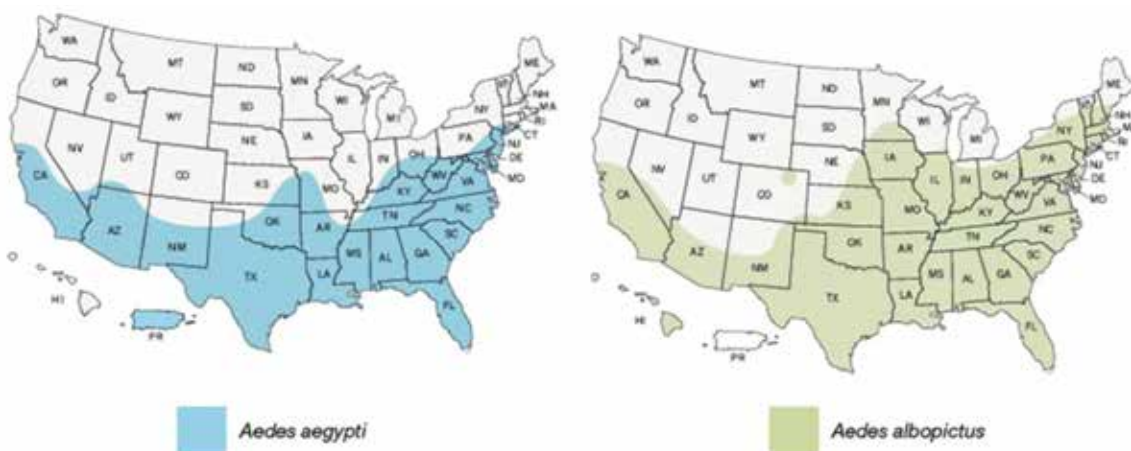 WA
MT
ND
MN
ME
OR
ID
WY
SD
WI
MI
NY
NH
MA
RI
CT
NV
UT
CO
NE
IA
IL
IN
OH
PA
NJ
DE
MD
CA
KS
MO
KY
WV
VA
AZ
NM
OK
AR
TN
NC
SC
TX
LA
MS
AL
GA
FL
HI
PR
Aedes aegypti
WA
MT
ND
MN
ME
OR
ID
WY
SD
WI
MI
NY
NH
RI
CT
NV
UT
CO
NE
IA
IL
IN
OH
PA
NJ
DE
MD
CA
KS
MO
KY
WV
VA
AZ
NM
OK
AR
TN
NC
SC
TX
LA
MS
AL
GA
FL
HI
PR
Aedes albopictus